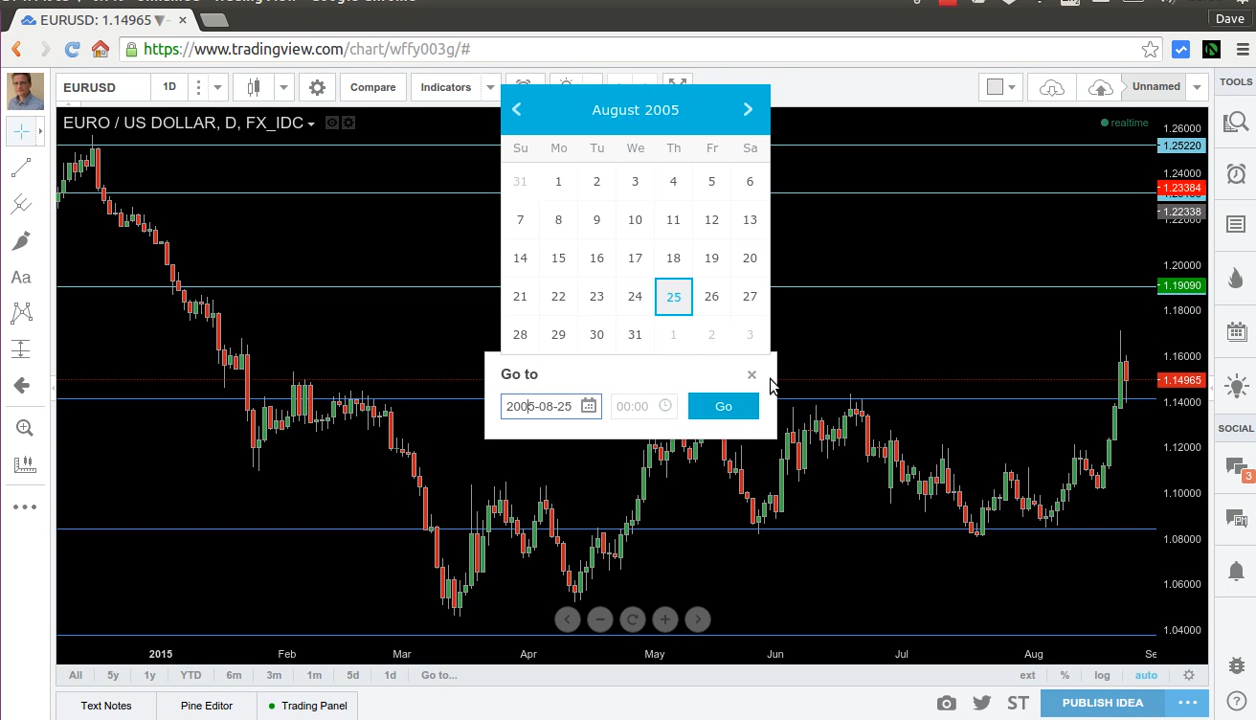 EURUSD: 1.14965
Dave
https://www.tradingview.com/chart/wffy003g/#
EURUSD
1D
Compare
Indicators
Unnamed
TOOLS
EURO / US DOLLAR, D, FX_IDC
realtime
August 2005
Su Mo Tu We Th Fr Sa
31 1 2 3 4 5 6
7 8 9 10 11 12 13
14 15 16 17 18 19 20
21 22 23 24 25 26 27
28 29 30 31 1 2 3
Go to
2005-08-25
00:00
Go
1.26000
1.25220
1.24000
1.23384
1.22338
1.20000
1.19090
1.18000
1.16000
1.14965
1.14000
1.12000
1.10000
1.08000
1.06000
1.04000
Aa
SOCIAL
3
2015 Feb Mar Apr May Jun Jul Aug Se
All 5y 1y YTD 6m 3m 1m 5d 1d Go to...
ext % log auto
Text Notes
Pine Editor
Trading Panel
ST
PUBLISH IDEA